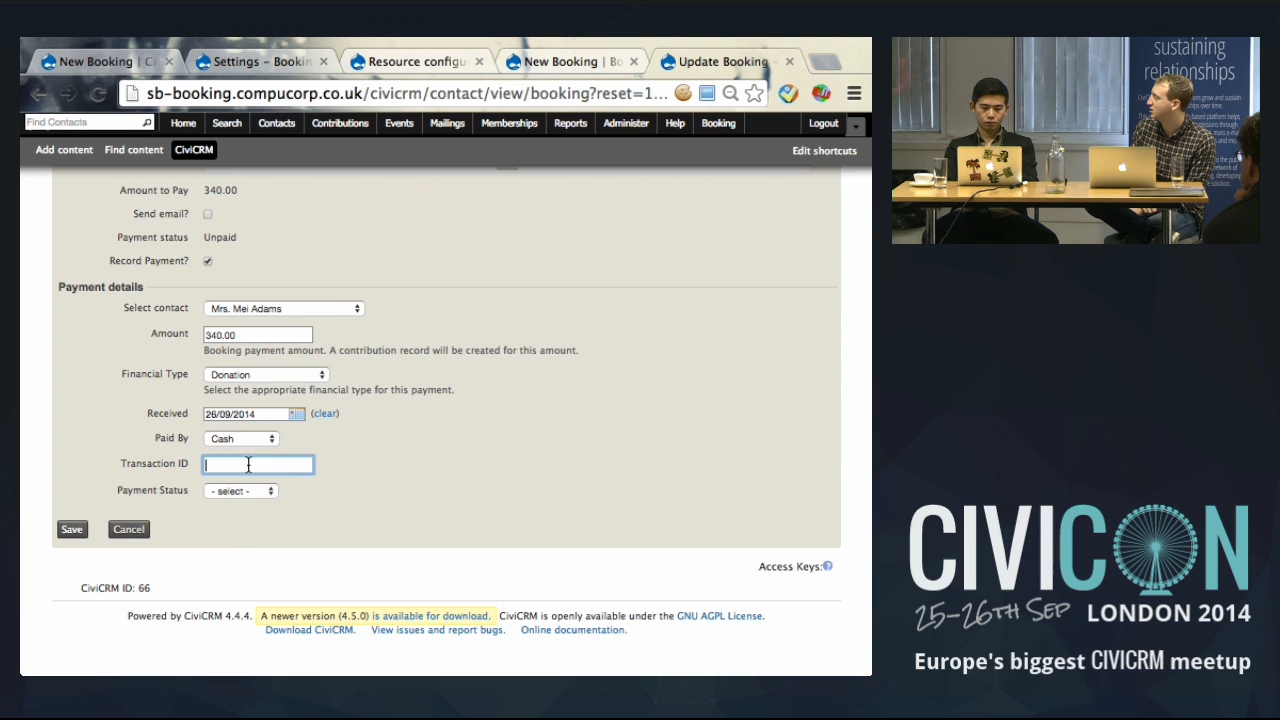 New Booking | Ci
Settings – Bookin
Resource configu
New Booking | Bo
Update Booking –
sb-booking.compucorp.co.uk/civicrm/contact/view/booking?reset=1...
Find Contacts
Home Search Contacts Contributions Events Mailings Memberships Reports Administer Help Booking Logout
Add content Find content CiviCRM Edit shortcuts
Amount to Pay 340.00
Send email?
Payment status Unpaid
Record Payment?
Payment details
Select contact Mrs. Mei Adams
Amount 340.00
Booking payment amount. A contribution record will be created for this amount.
Financial Type Donation
Select the appropriate financial type for this payment.
Received 26/09/2014 (clear)
Paid By Cash
Transaction ID
Payment Status - select -
Save Cancel
Access Keys:
CiviCRM ID: 66
Powered by CiviCRM 4.4.4. A newer version (4.5.0) is available for download. CiviCRM is openly available under the GNU AGPL License.
Download CiviCRM. View issues and report bugs. Online documentation.
sustaining
relationships
CIVICON
25-26TH SEP LONDON 2014
Europe's biggest CIVICRM meetup